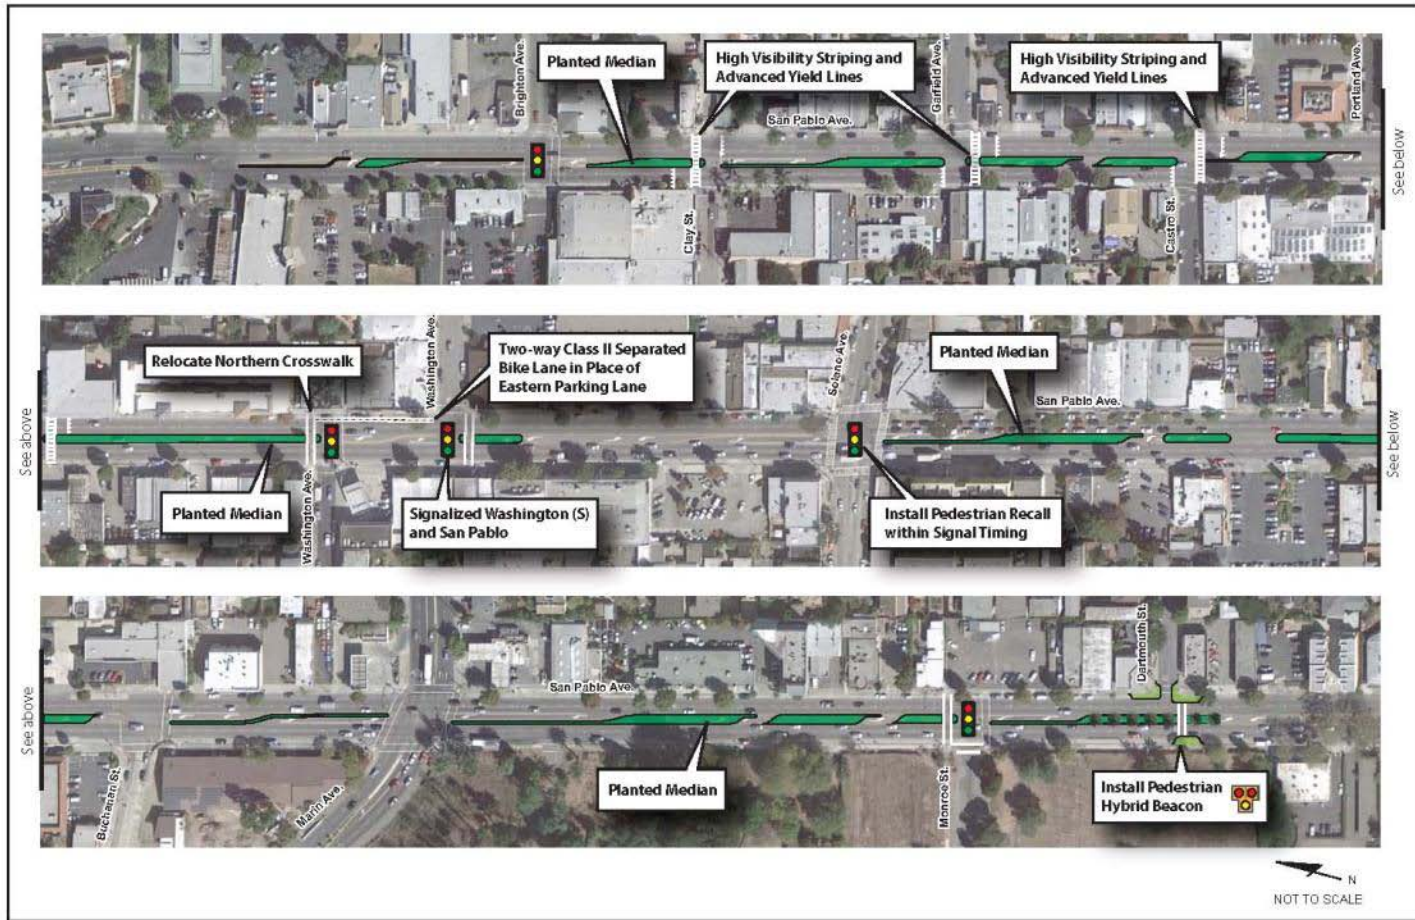 Brighton Ave.
Planted Median
High Visibility Striping and
Advanced Yield Lines
San Pablo Ave.
Garfield Ave.
High Visibility Striping and
Advanced Yield Lines
Portland Ave.
Clay St.
Castro St.
See below
See above
Relocate Northern Crosswalk
Washington Ave.
Two-way Class II Separated
Bike Lane in Place of
Eastern Parking Lane
Solano Ave.
Planted Median
San Pablo Ave.
Planted Median
Washington Ave.
Signalized Washington (S)
and San Pablo
Install Pedestrian Recall
within Signal Timing
See below
See above
San Pablo Ave.
Dartmouth St.
Buchanan St.
Marin Ave.
Planted Median
Monroe St.
Install Pedestrian
Hybrid Beacon
N
NOT TO SCALE